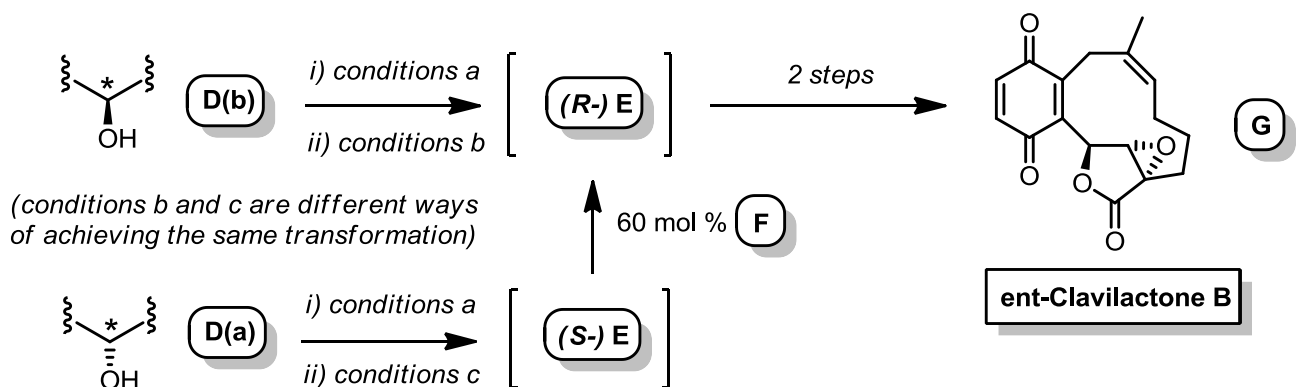 O
* D(b) i) conditions a (R-) E 2 steps
OH ii) conditions b
O G
O
O
O
(conditions b and c are different ways
of achieving the same transformation) 60 mol % F
* D(a) i) conditions a (S-) E ent-Clavilactone B
OH ii) conditions c